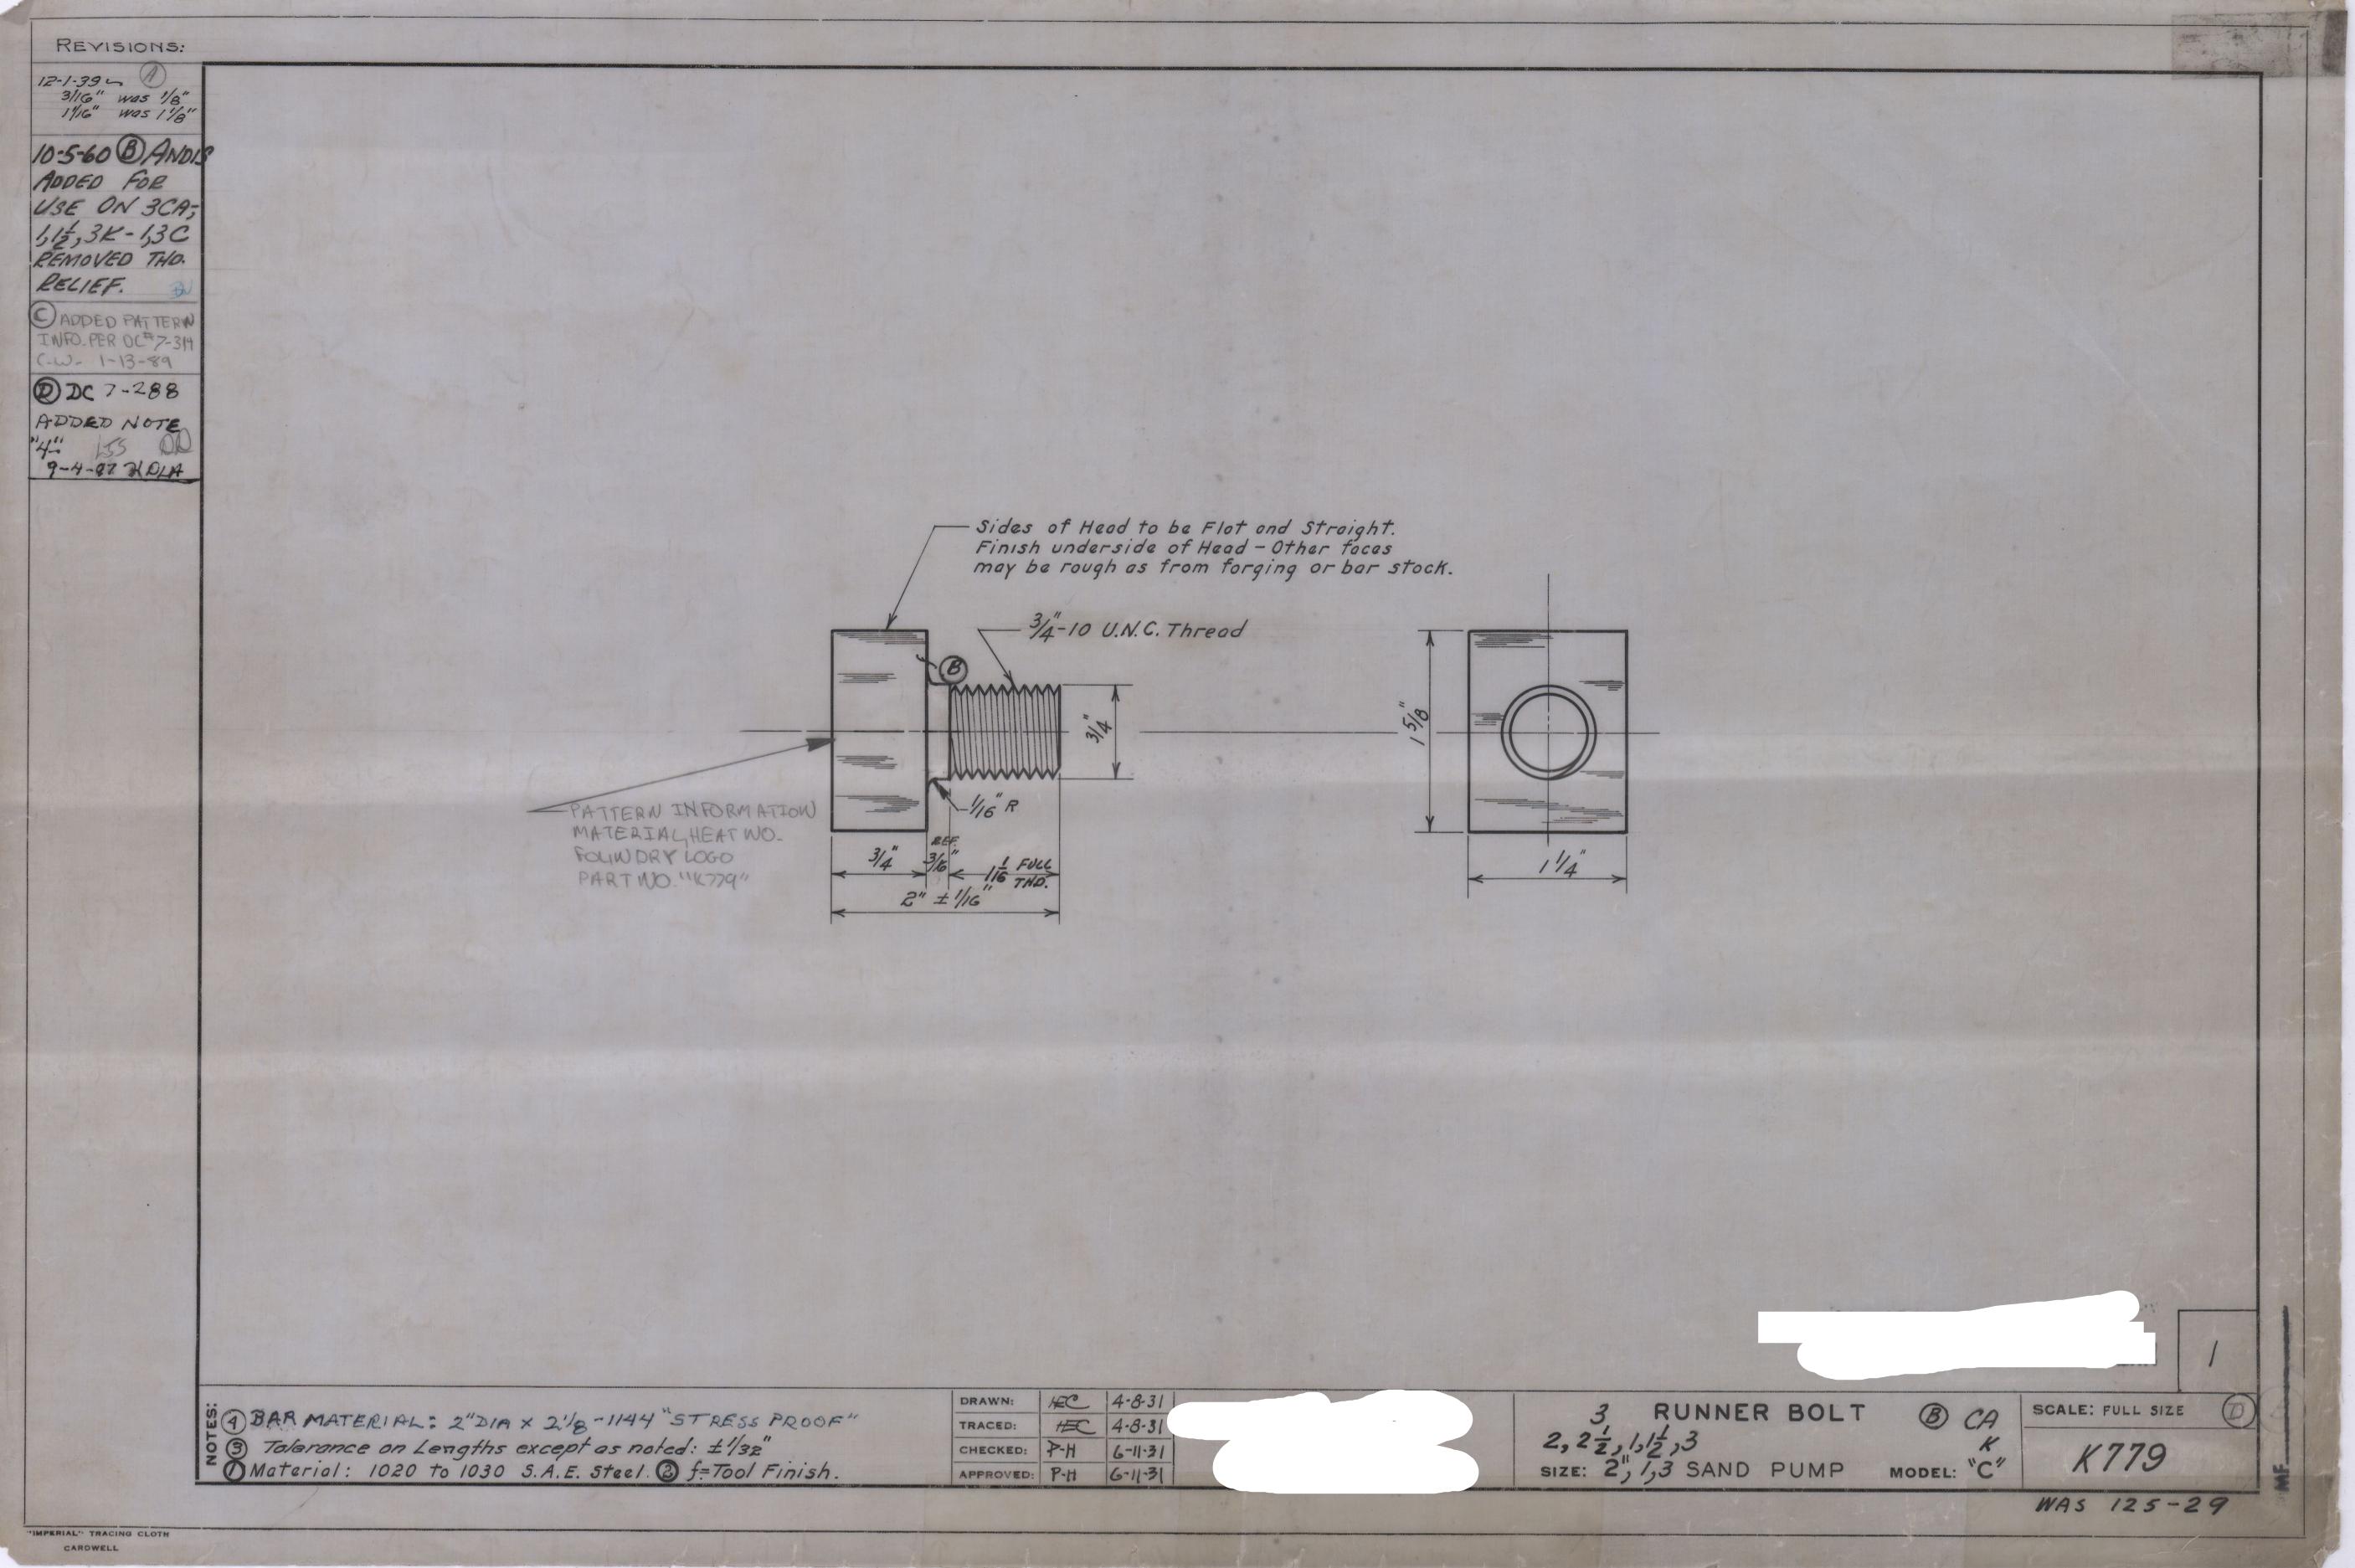 REVISIONS:
12-1-39 A
3/16" was 1/8"
1 1/16" was 1 1/8"
10-5-60 B ANDIS
ADDED FOR
USE ON 3CA;
1, 1 1/2, 3K - 1, 3C
REMOVED THD.
RELIEF.
C ADDED PATTERN
INFO. PER DC# 7-314
C.W. 1-13-89
D DC 7-288
ADDED NOTE
"4"
9-4-87
Sides of Head to be Flat and Straight.
Finish underside of Head - Other faces
may be rough as from forging or bar stock.
3/4"-10 U.N.C. Thread
B
3/4"
1/16" R
3/4"
REF.
3/16"
1 1/16 FULL
THD.
2" ± 1/16"
1 5/8"
1 1/4"
PATTERN INFORMATION
MATERIAL, HEAT NO.
FOUNDRY LOGO
PART NO. "K779"
1
NOTES:
4 BAR MATERIAL: 2" DIA x 2 1/8 - 1144 "STRESS PROOF"
3 Tolerance on Lengths except as noted: ± 1/32"
1 Material: 1020 to 1030 S.A.E. Steel. 2 f=Tool Finish.
DRAWN: HEC 4-8-31
TRACED: HEC 4-8-31
CHECKED: P-H 6-11-31
APPROVED: P-H 6-11-31
3 RUNNER BOLT B CA
2, 2 1/2, 1, 1 1/2, 3 K
SIZE: 2", 1, 3 SAND PUMP MODEL: "C"
SCALE: FULL SIZE D
K779
WAS 125-29
MF
"IMPERIAL" TRACING CLOTH
CARDWELL